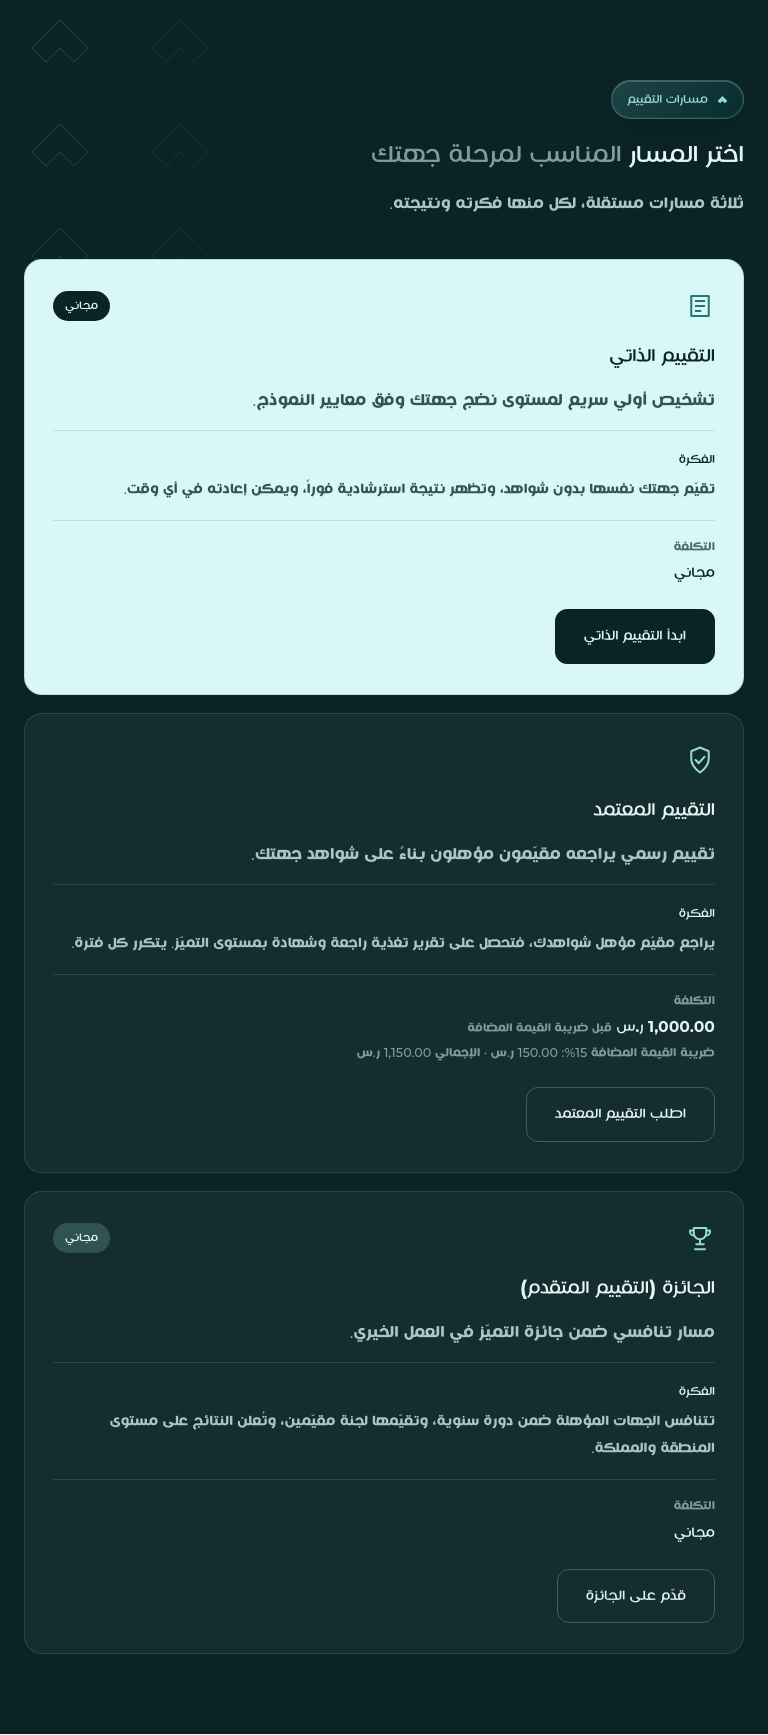 مسارات التقييم
اختر المسار المناسب لمرحلة جهتك
ثلاثة مسارات مستقلة، لكل منها فكرته ونتيجته.
مجاني
التقييم الذاتي
تشخيص أولي سريع لمستوى نضج جهتك وفق معايير النموذج.
الفكرة
تقيّم جهتك نفسها بدون شواهد، وتظهر نتيجة استرشادية فوراً، ويمكن إعادته في أي وقت.
التكلفة
مجاني
ابدأ التقييم الذاتي
التقييم المعتمد
تقييم رسمي يراجعه مقيّمون مؤهلون بناءً على شواهد جهتك.
الفكرة
يراجع مقيّم مؤهل شواهدك، فتحصل على تقرير تغذية راجعة وشهادة بمستوى التميّز. يتكرر كل فترة.
التكلفة
1,000.00 ر.س قبل ضريبة القيمة المضافة
ضريبة القيمة المضافة 15%: 150.00 ر.س · الإجمالي 1,150.00 ر.س
اطلب التقييم المعتمد
مجاني
الجائزة (التقييم المتقدم)
مسار تنافسي ضمن جائزة التميّز في العمل الخيري.
الفكرة
تتنافس الجهات المؤهلة ضمن دورة سنوية، وتقيّمها لجنة مقيّمين، وتُعلن النتائج على مستوى
المنطقة والمملكة.
التكلفة
مجاني
قدّم على الجائزة